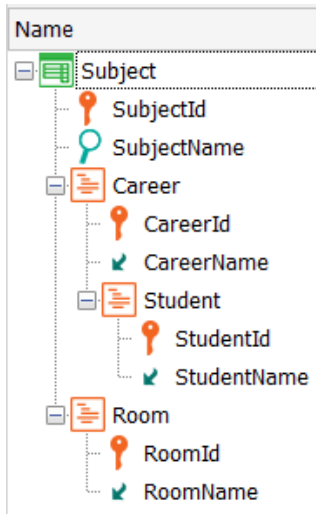 Name
Subject
SubjectId
SubjectName
Career
CareerId
CareerName
Student
StudentId
StudentName
Room
RoomId
RoomName